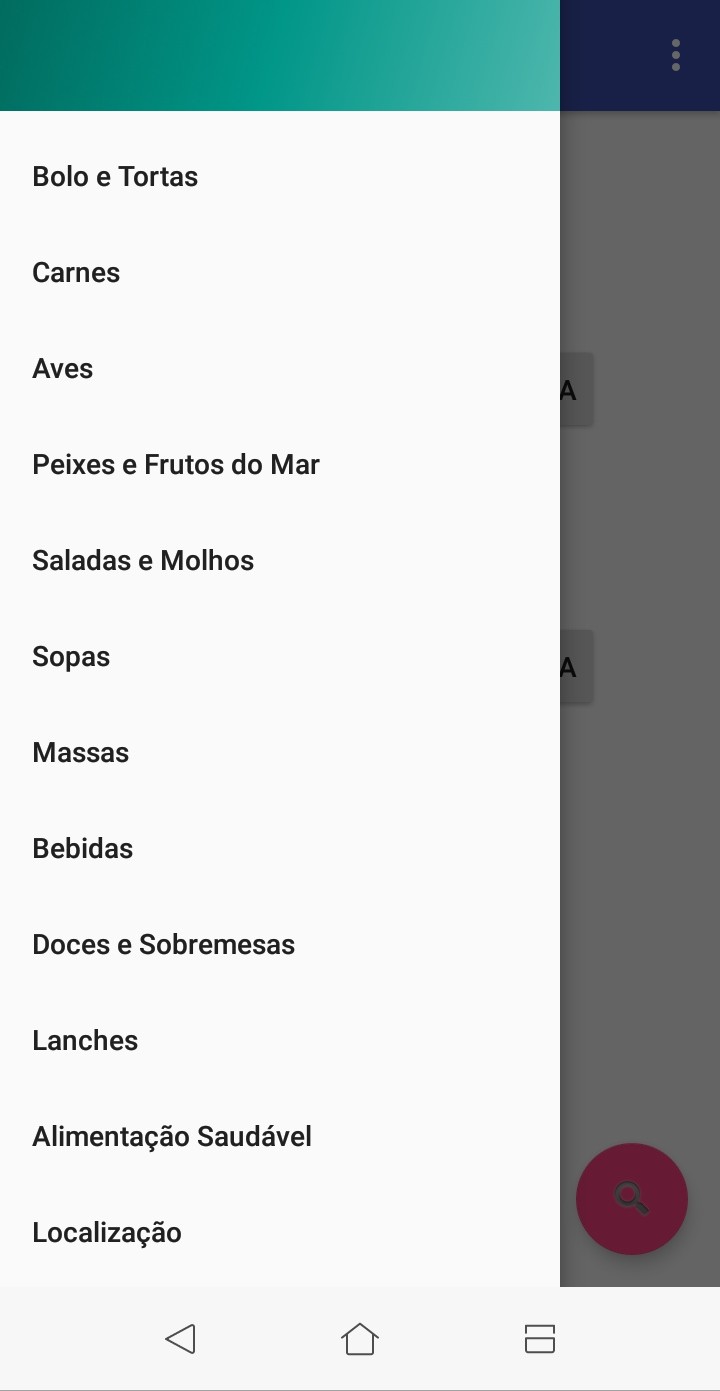 Bolo e Tortas
Carnes
Aves
A
Peixes e Frutos do Mar
Saladas e Molhos
Sopas
A
Massas
Bebidas
Doces e Sobremesas
Lanches
Alimentação Saudável
Localização